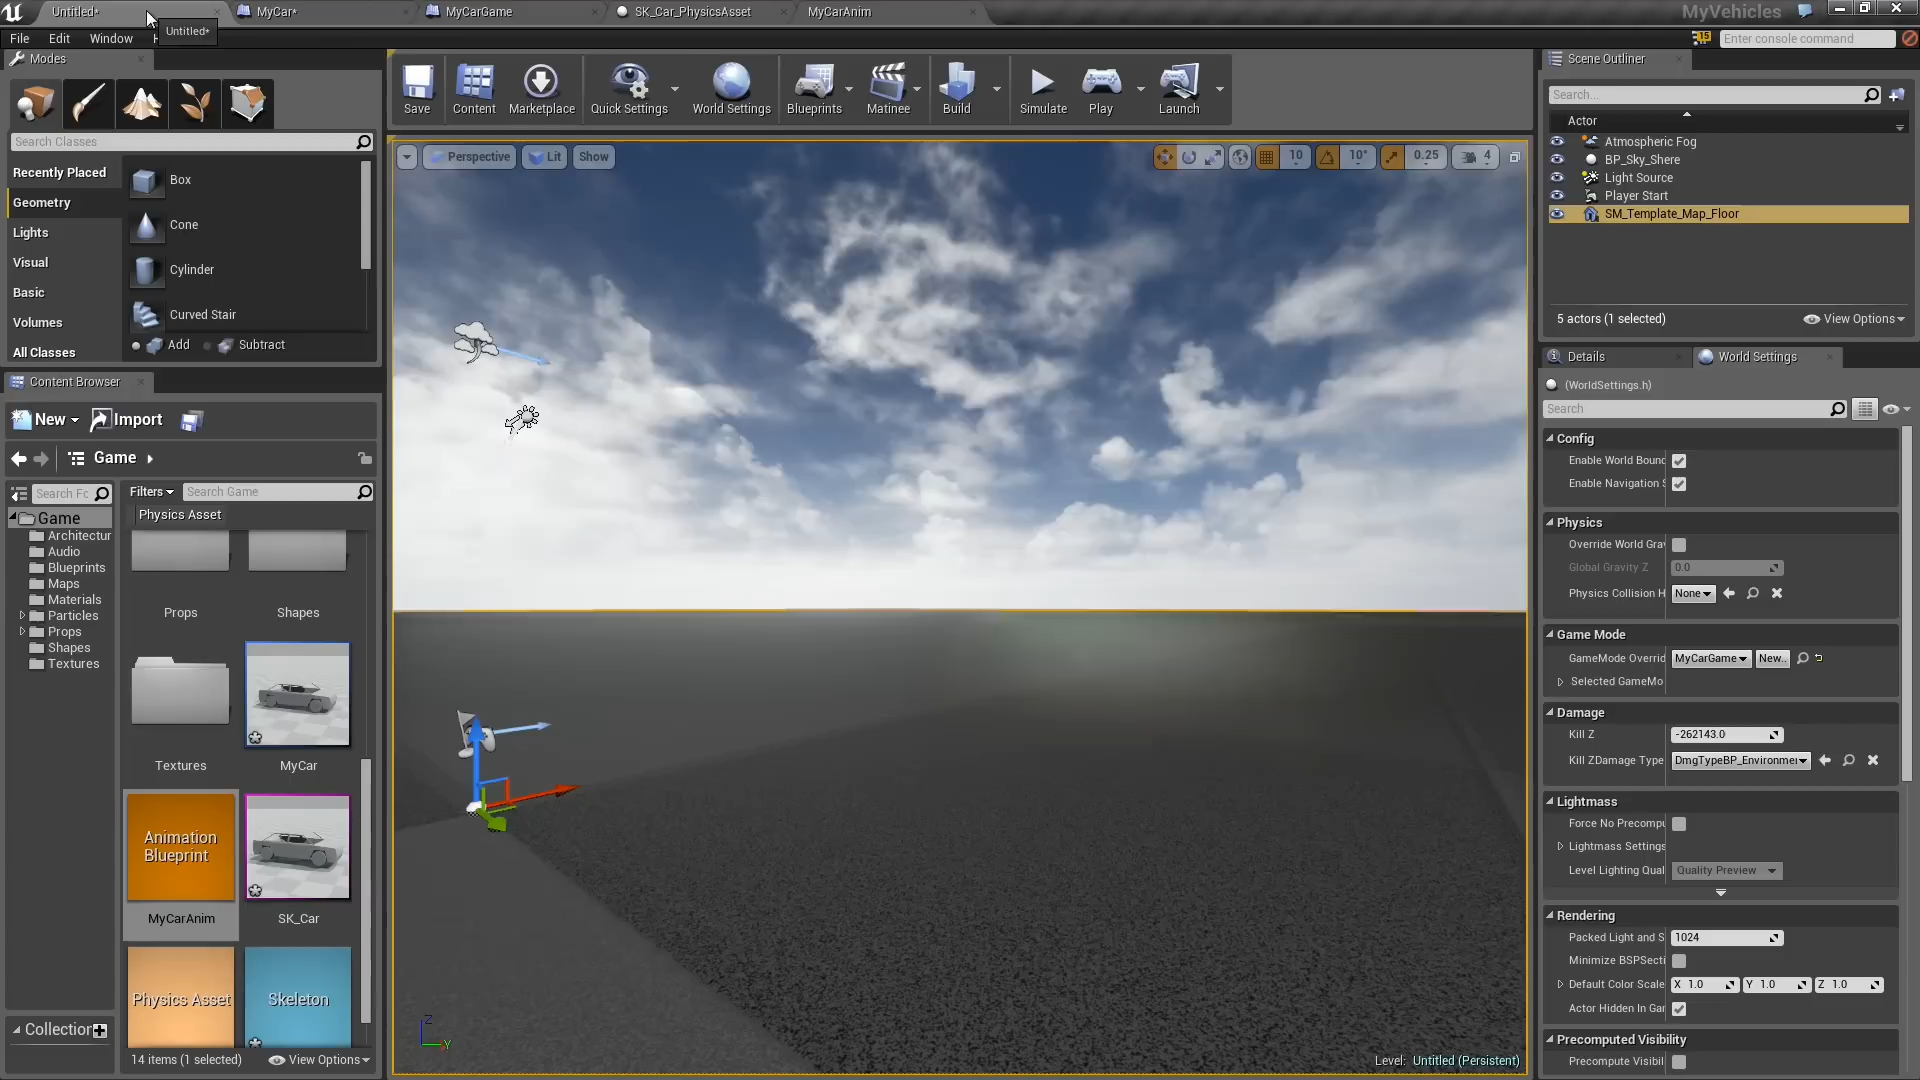 Untitled*
MyCar*
MyCarGame
SK_Car_PhysicsAsset
MyCarAnim
MyVehicles
File
Edit
Window
Untitled*
15
Enter console command
Modes
Search Classes
Recently Placed
Geometry
Lights
Visual
Basic
Volumes
All Classes
Box
Cone
Cylinder
Curved Stair
Add
Subtract
Save
Content
Marketplace
Quick Settings
World Settings
Blueprints
Matinee
Build
Simulate
Play
Launch
Perspective
Lit
Show
10
10°
0.25
4
Scene Outliner
Search...
Actor
Atmospheric Fog
BP_Sky_Shere
Light Source
Player Start
SM_Template_Map_Floor
5 actors (1 selected)
View Options
Content Browser
New
Import
Game
Search Fc
Game
Architectur
Audio
Blueprints
Maps
Materials
Particles
Props
Shapes
Textures
Collection
Filters
Search Game
Physics Asset
Props
Shapes
Textures
MyCar
Animation
Blueprint
MyCarAnim
SK_Car
Physics Asset
Skeleton
14 items (1 selected)
View Options
Z
Y
Level: Untitled (Persistent)
Details
World Settings
(WorldSettings.h)
Search
Config
Enable World Bounc
Enable Navigation S
Physics
Override World Gra
Global Gravity Z
0.0
Physics Collision H
None
Game Mode
GameMode Overrid
MyCarGame
New..
Selected GameMo
Damage
Kill Z
-262143.0
Kill ZDamage Type
DmgTypeBP_Environmen
Lightmass
Force No Precompu
Lightmass Settings
Level Lighting Qual
Quality Preview
Rendering
Packed Light and S
1024
Minimize BSPSecti
Default Color Scale
X 1.0
Y 1.0
Z 1.0
Actor Hidden In Gar
Precomputed Visibility
Precompute Visibil